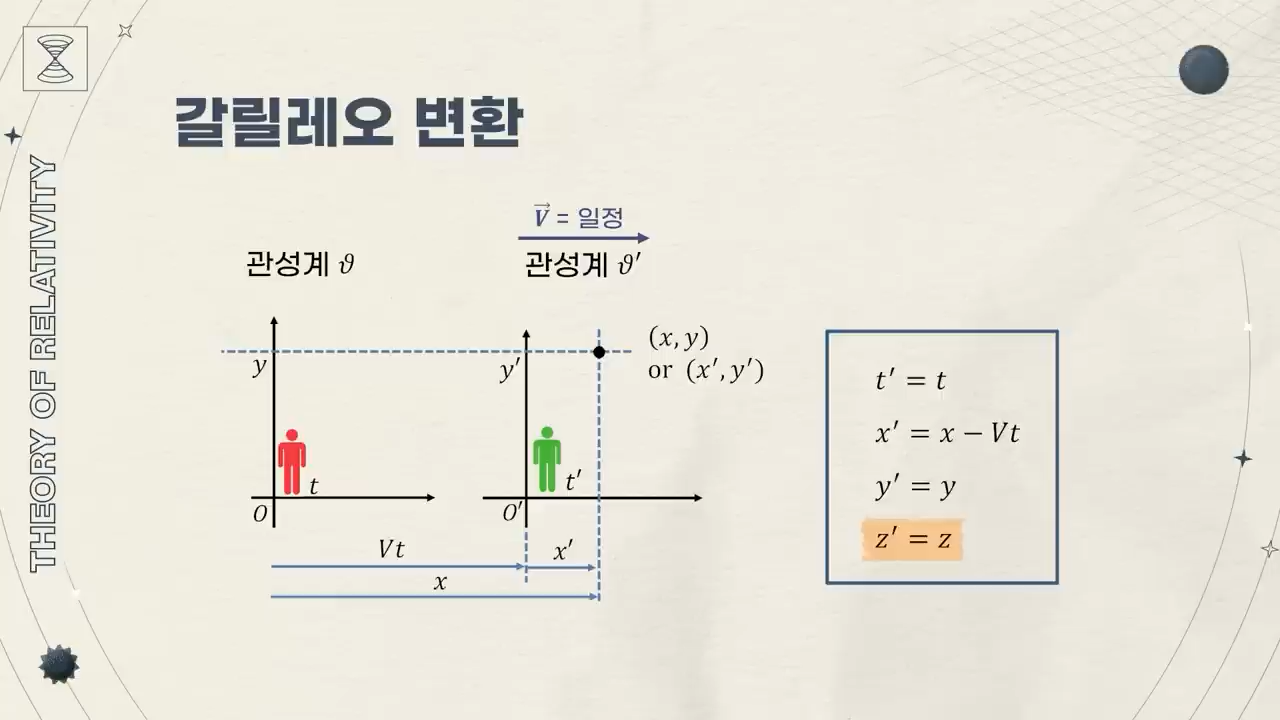 THEORY OF RELATIVITY
갈릴레오 변환
V⃗ = 일정
관성계 ϑ
관성계 ϑ′
y
y′
(x, y)
or (x′, y′)
t
t′
O
O′
Vt
x′
x
t′ = t
x′ = x − Vt
y′ = y
z′ = z